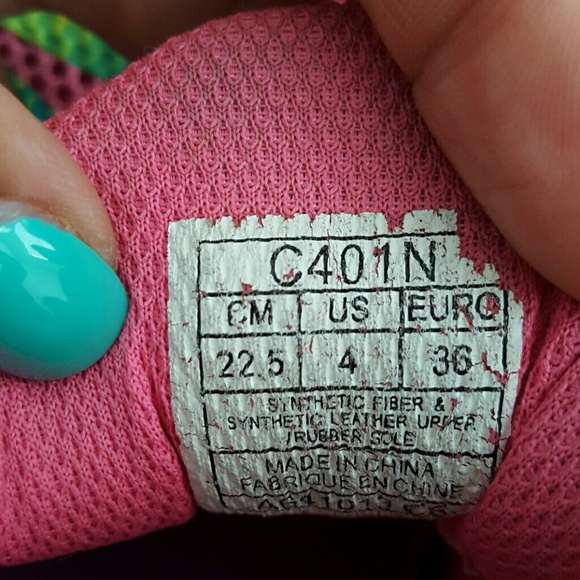 C401N
CM US EURO
22.5 4 36
SYNTHETIC FIBER &
SYNTHETIC LEATHER UPPER
/RUBBER SOLE
MADE IN CHINA
FABRIQUE EN CHINE